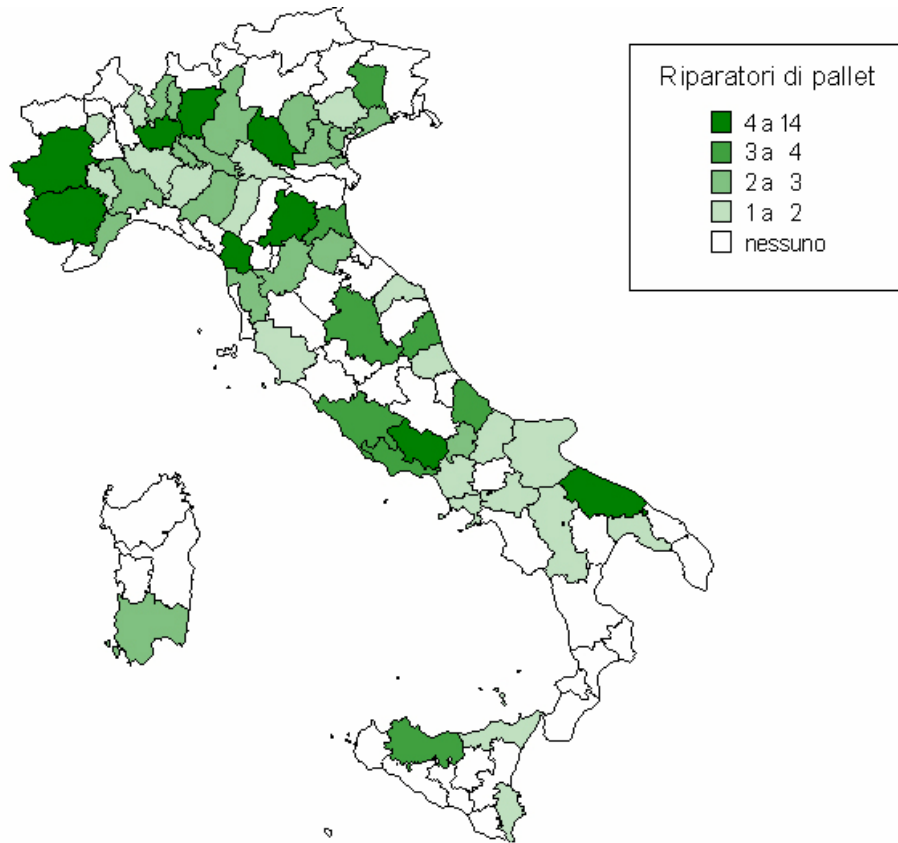 Riparatori di pallet
4 a 14
3 a 4
2 a 3
1 a 2
nessuno